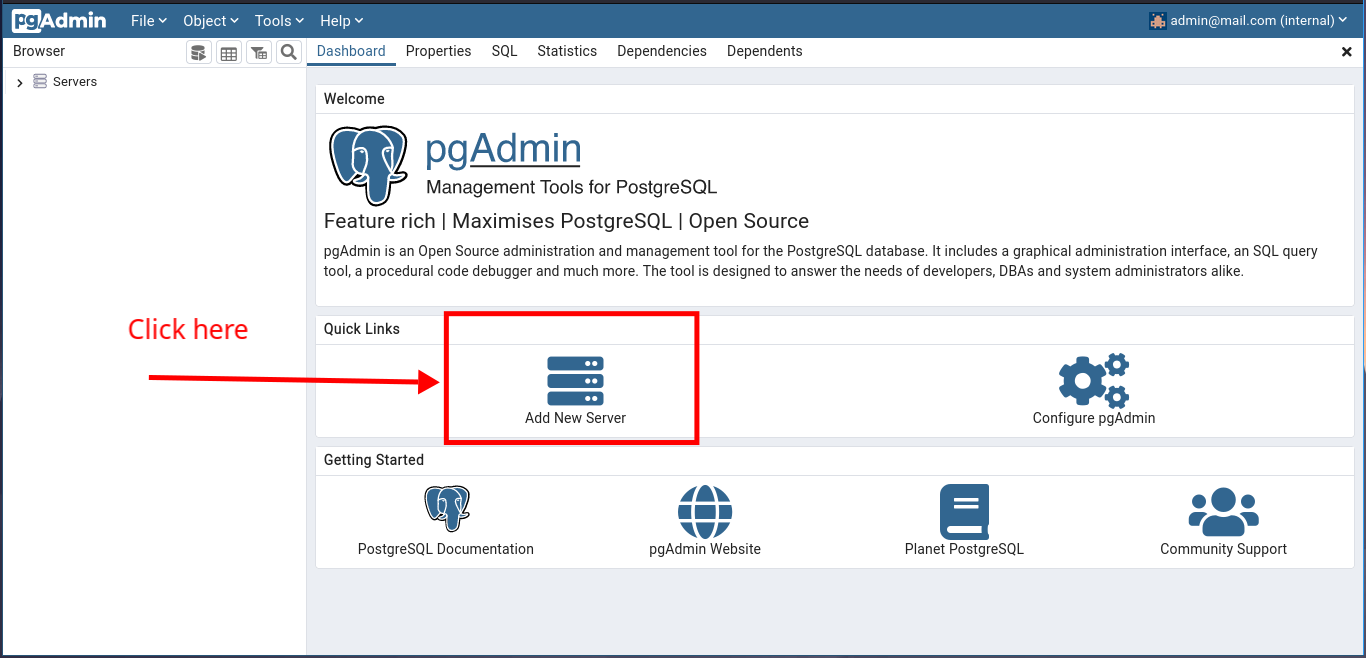 pgAdmin File Object Tools Help admin@mail.com (internal)
Browser Dashboard Properties SQL Statistics Dependencies Dependents
Servers
Welcome
pgAdmin
Management Tools for PostgreSQL
Feature rich | Maximises PostgreSQL | Open Source
pgAdmin is an Open Source administration and management tool for the PostgreSQL database. It includes a graphical administration interface, an SQL query
tool, a procedural code debugger and much more. The tool is designed to answer the needs of developers, DBAs and system administrators alike.
Click here
Quick Links
Add New Server Configure pgAdmin
Getting Started
PostgreSQL Documentation pgAdmin Website Planet PostgreSQL Community Support